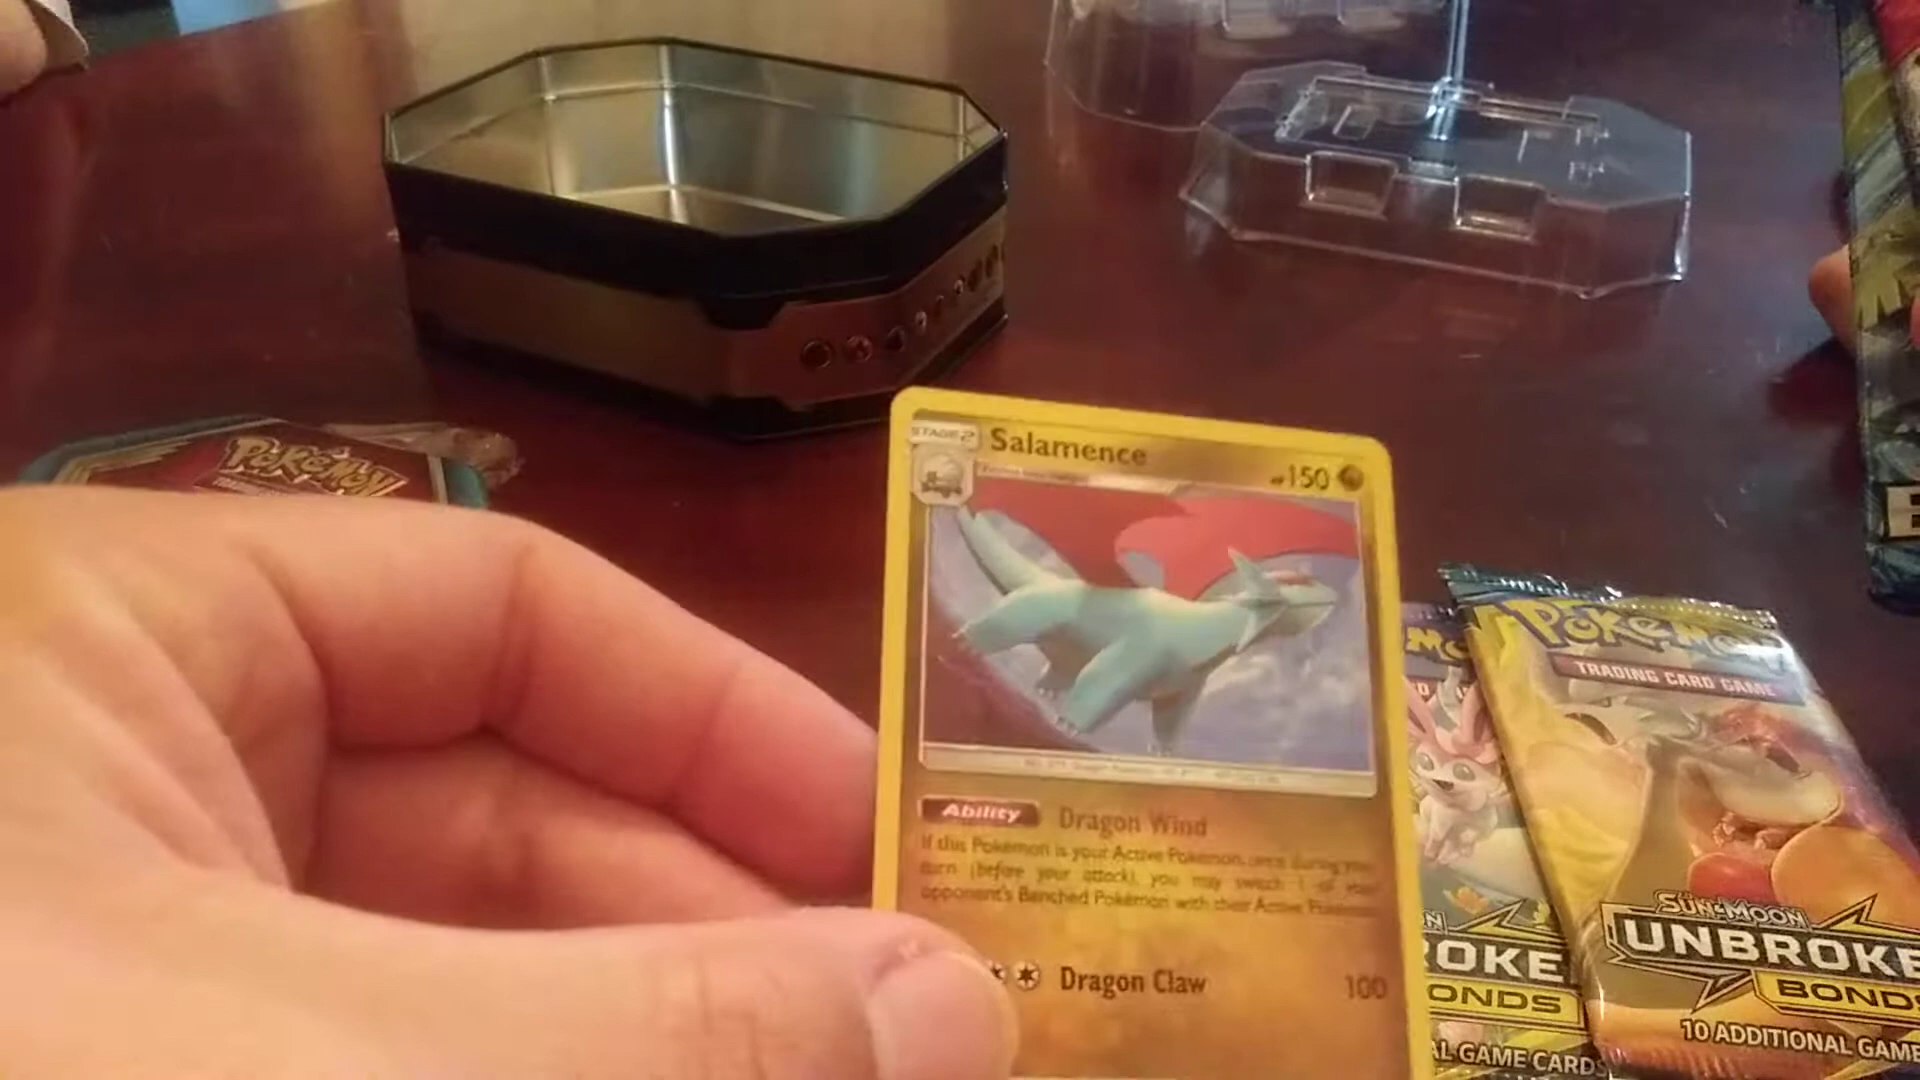 POKéMON
STAGE 2
Salamence
HP150
Ability Dragon Wind
If this Pokémon is your Active Pokémon, once during your
turn (before your attack), you may switch 1 of your
opponent's Benched Pokémon with their Active Pokémon
Dragon Claw 100
POKéMON
TRADING CARD GAME
SUN & MOON
UNBROKE
BONDS
10 ADDITIONAL GAME
OKE
ONDS
AL GAME CARDS